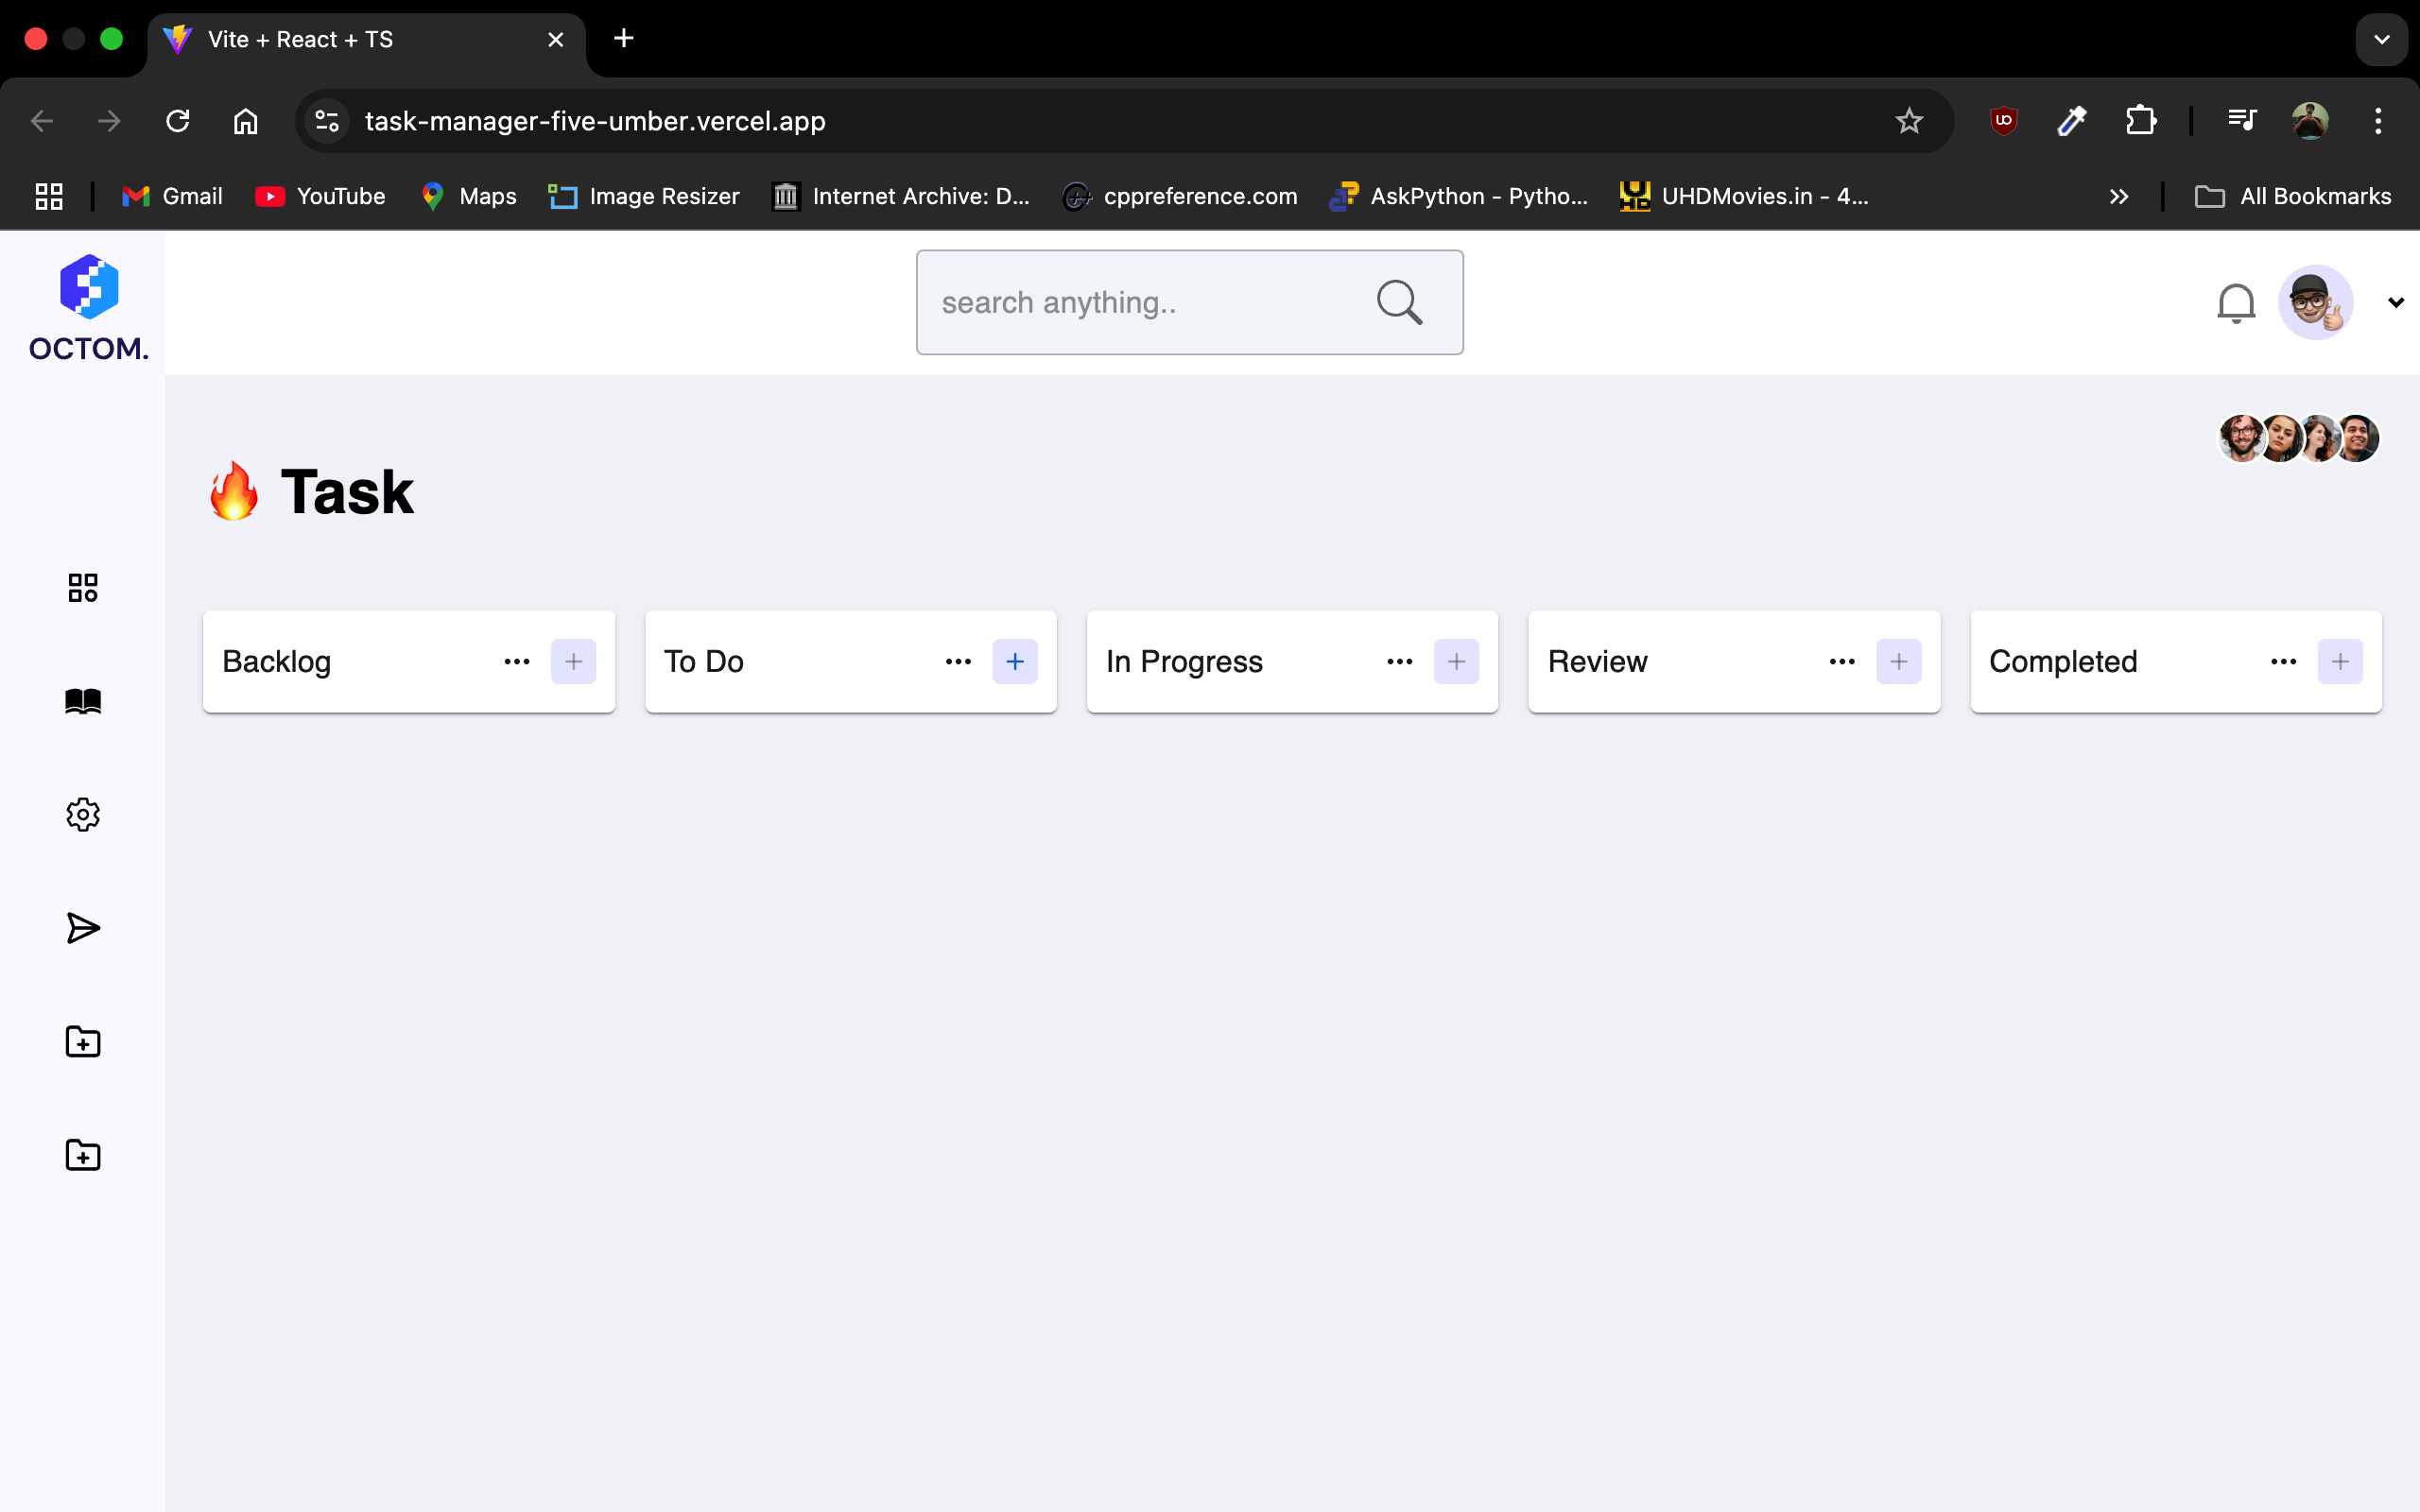 Vite + React + TS
task-manager-five-umber.vercel.app
Gmail
YouTube
Maps
Image Resizer
Internet Archive: D...
cppreference.com
AskPython - Pytho...
UHDMovies.in - 4...
All Bookmarks
OCTOM.
search anything..
🔥 Task
Backlog
To Do
In Progress
Review
Completed